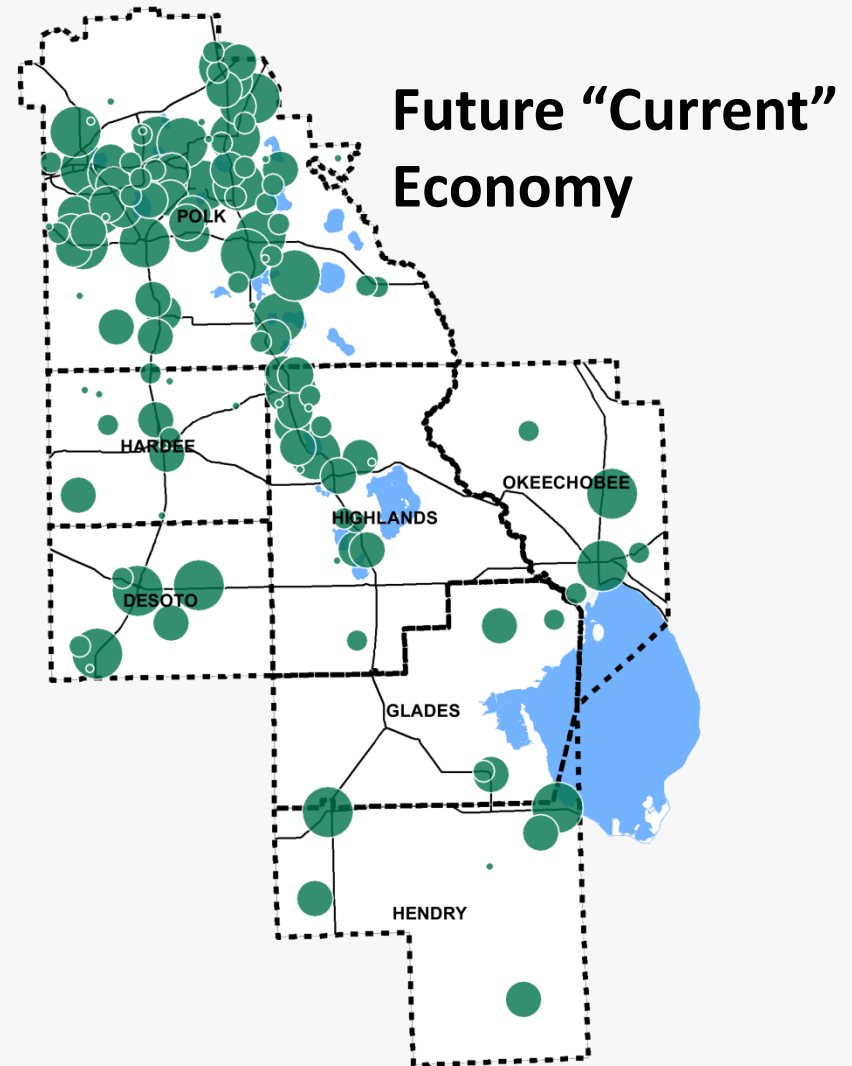 Future “Current”
Economy
POLK
HARDEE
OKEECHOBEE
HIGHLANDS
DESOTO
GLADES
HENDRY